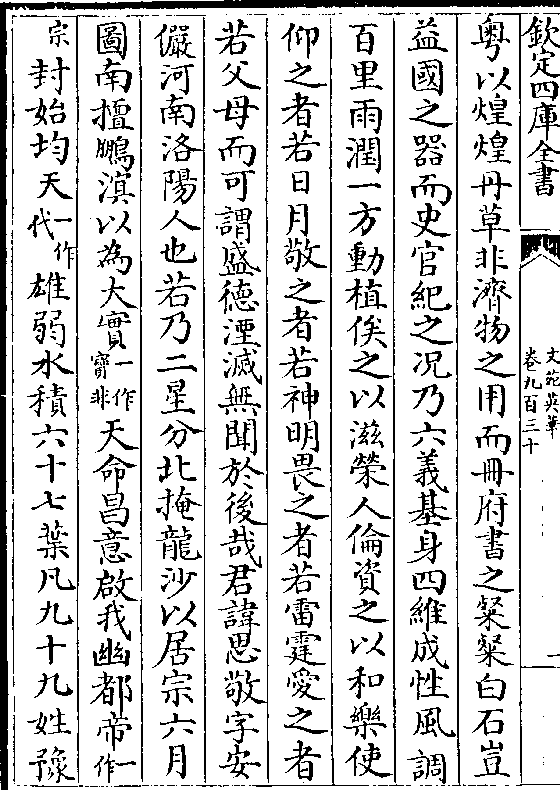 欽定四庫全書
文苑英華
卷九百三十
一
粤以煌煌丹草非濟物之用而冊府書之粲粲白石豈
益國之器而史官紀之况乃六義基身四維成性風調
百里雨潤一方動植俟之以滋榮人倫資之以和樂使
仰之者若日月敬之者若神明畏之者若雷霆愛之者
若父母而可謂盛德湮滅無聞於後哉君諱思敬字安
儼河南洛陽人也若乃二星分北掩龍沙以居宗六月
圖南擅鵬滇以為大實一作寳非天命昌意啟我幽都帝一作
宗封始均天一作代雄弱水積六十七葉凡九十九姓豫